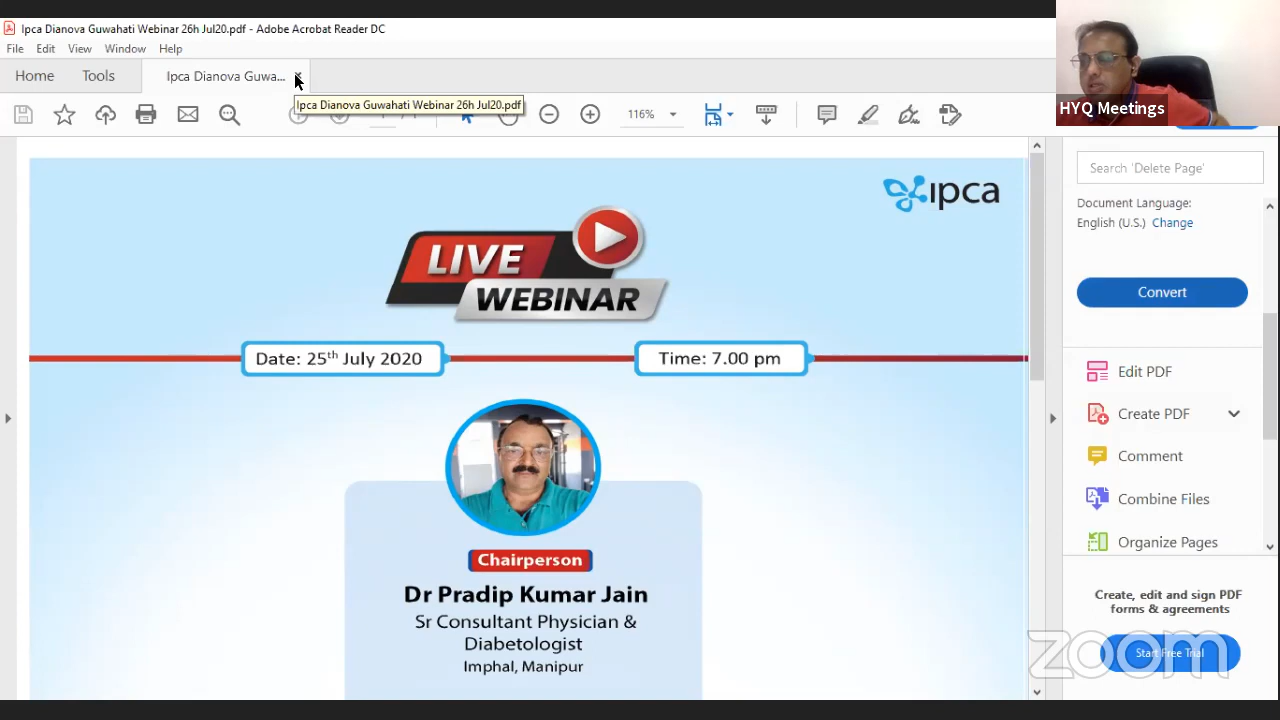 Ipca Dianova Guwahati Webinar 26h Jul20.pdf - Adobe Acrobat Reader DC
File Edit View Window Help
Home Tools Ipca Dianova Guwa...
Ipca Dianova Guwahati Webinar 26h Jul20.pdf
116%
HYQ Meetings
Search 'Delete Page'
Document Language:
English (U.S.) Change
Convert
Edit PDF
Create PDF
Comment
Combine Files
Organize Pages
Create, edit and sign PDF
forms & agreements
Start Free Trial
zoom
ipca
LIVE
WEBINAR
Date: 25th July 2020
Time: 7.00 pm
Chairperson
Dr Pradip Kumar Jain
Sr Consultant Physician &
Diabetologist
Imphal, Manipur